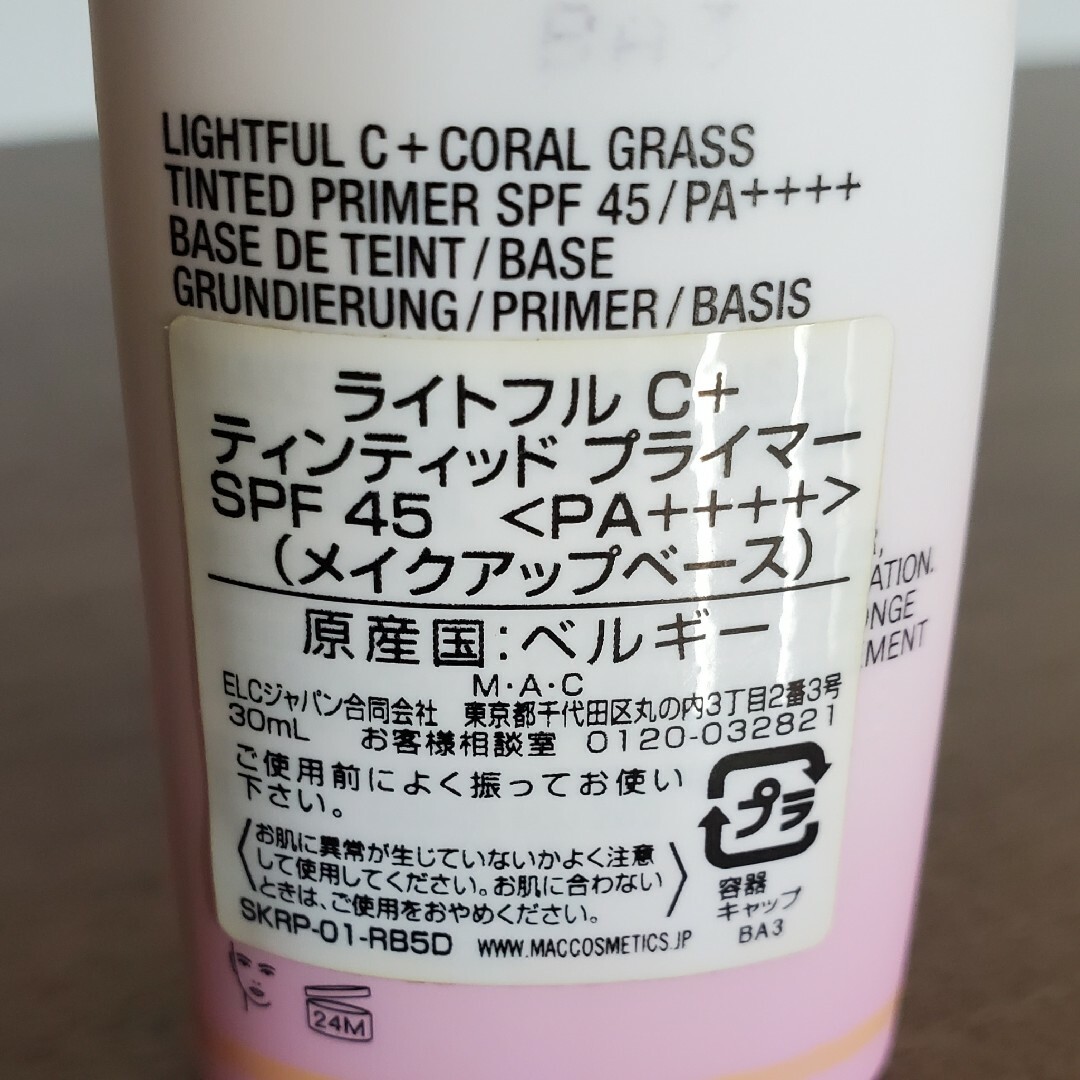 BA3
LIGHTFUL C+CORAL GRASS
TINTED PRIMER SPF 45/PA++++
BASE DE TEINT/BASE
GRUNDIERUNG/PRIMER/BASIS
ライトフル C+
ティンティッド プライマー
SPF 45 <PA++++>
(メイクアップベース)
原産国:ベルギー
M・A・C
ELCジャパン合同会社 東京都千代田区丸の内3丁目2番3号
30mL お客様相談室 0120-032821
ご使用前によく振ってお使い
下さい。
〈お肌に異常が生じていないかよく注意
して使用してください。お肌に合わない
ときは、ご使用をおやめください。〉
SKRP-01-RB5D WWW.MACCOSMETICS.JP
プラ
容器
キャップ
BA3
24M